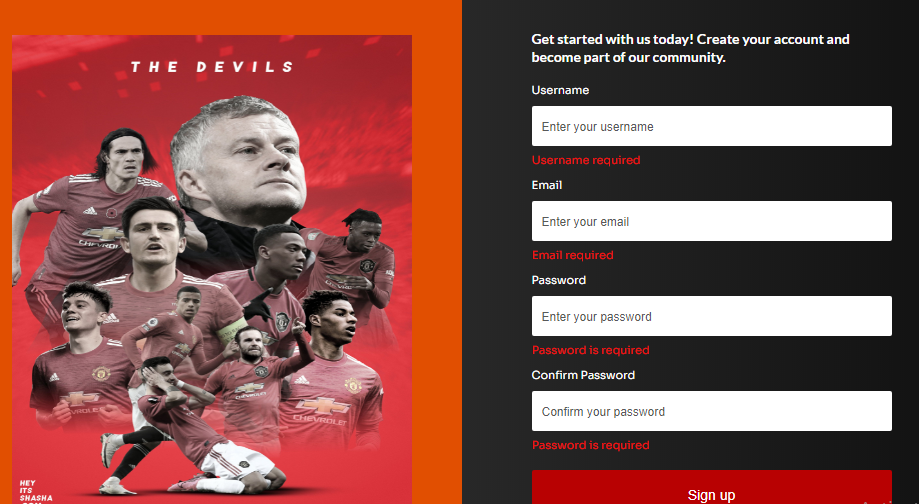 THE DEVILS
CHEVROLET
CHEVROLET
CHEVROLET
HEY
ITS
SHASHA
Get started with us today! Create your account and
become part of our community.
Username
Enter your username
Username required
Email
Enter your email
Email required
Password
Enter your password
Password is required
Confirm Password
Confirm your password
Password is required
Sign up